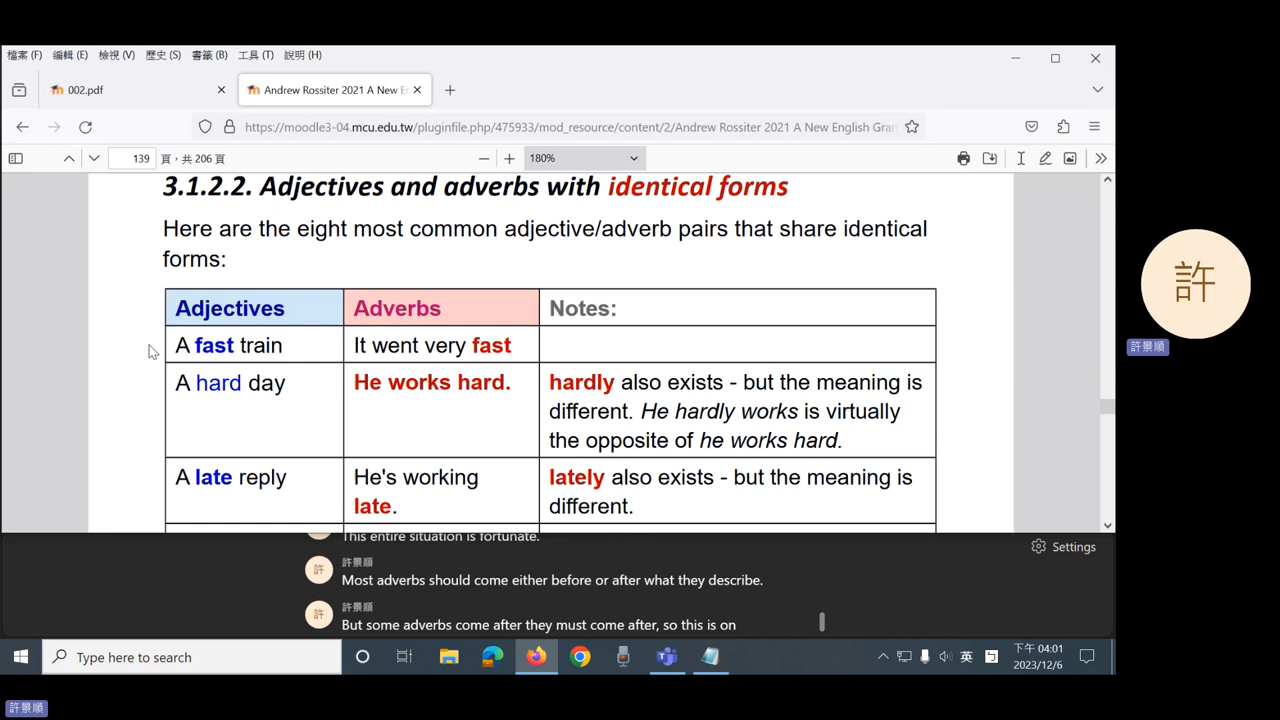 檔案 (F) 編輯 (E) 檢視 (V) 歷史 (S) 書籤 (B) 工具 (T) 說明 (H)
002.pdf
Andrew Rossiter 2021 A New E
https://moodle3-04.mcu.edu.tw/pluginfile.php/475933/mod_resource/content/2/Andrew Rossiter 2021 A New English Gran
139 頁，共 206 頁
180%
3.1.2.2. Adjectives and adverbs with identical forms
Here are the eight most common adjective/adverb pairs that share identical
forms:
Adjectives Adverbs Notes:
A fast train It went very fast
A hard day He works hard. hardly also exists - but the meaning is
different. He hardly works is virtually
the opposite of he works hard.
A late reply He's working lately also exists - but the meaning is
late. different.
許
許景順
This entire situation is fortunate.
Settings
許景順
許
Most adverbs should come either before or after what they describe.
許景順
許
But some adverbs come after they must come after, so this is on
Type here to search
英
下午 04:01
2023/12/6
許景順